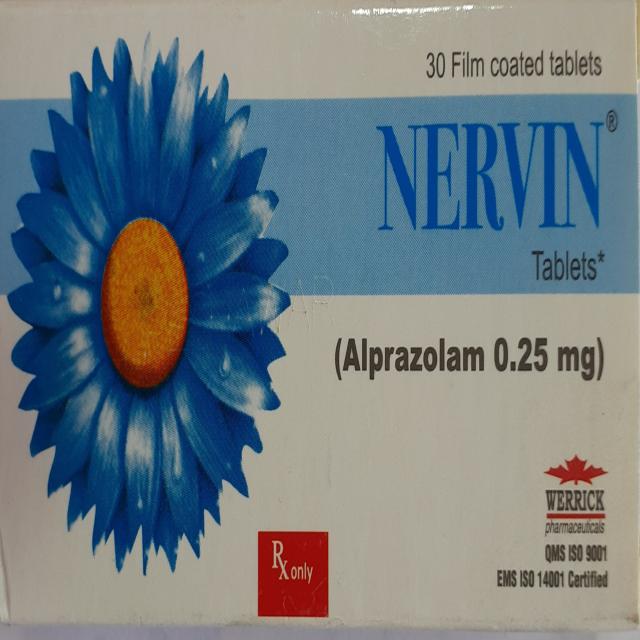 30 Film coated tablets
NERVIN®
Tablets*
(Alprazolam 0.25 mg)
WERRICK
pharmaceuticals
QMS ISO 9001
EMS ISO 14001 Certified
Rx only